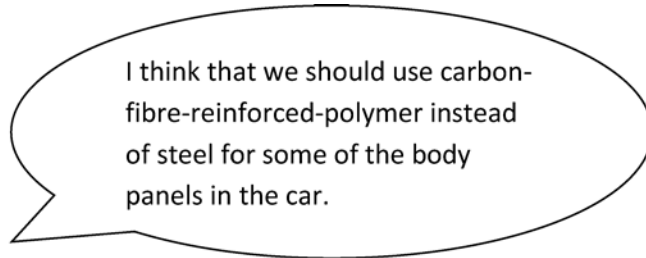 I think that we should use carbon-
fibre-reinforced-polymer instead
of steel for some of the body
panels in the car.